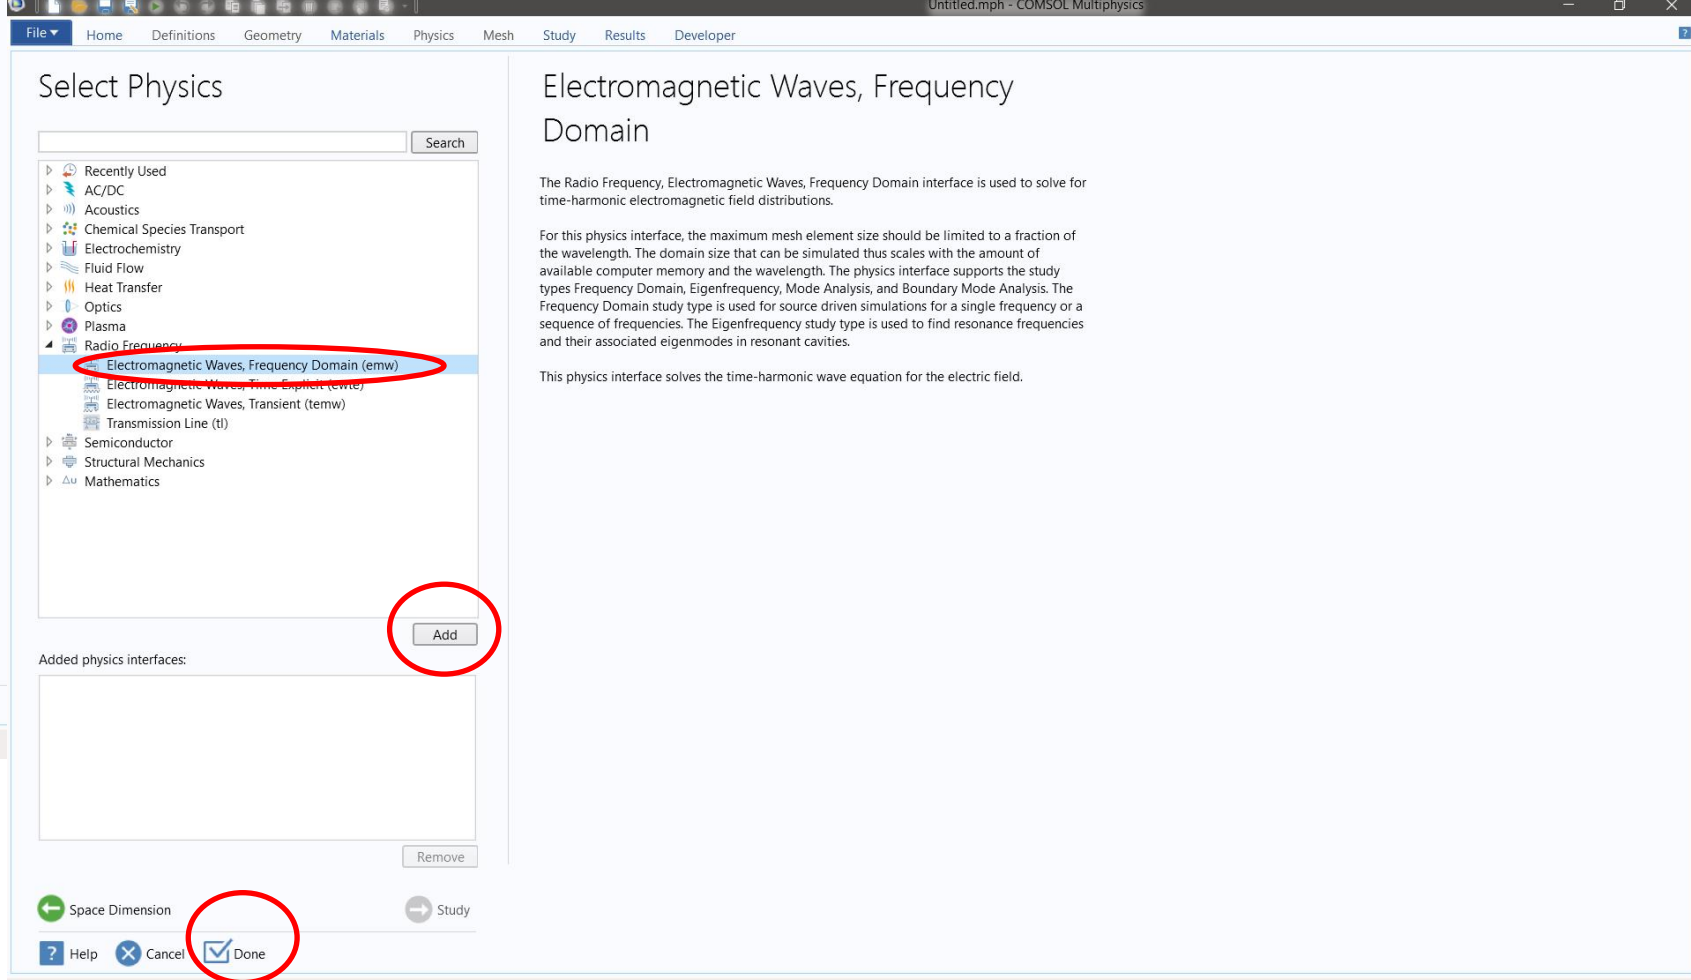 Untitled.mph - COMSOL Multiphysics
File Home Definitions Geometry Materials Physics Mesh Study Results Developer
Select Physics
Search
Recently Used
AC/DC
Acoustics
Chemical Species Transport
Electrochemistry
Fluid Flow
Heat Transfer
Optics
Plasma
Radio Frequency
Electromagnetic Waves, Frequency Domain (emw)
Electromagnetic Waves, Time Explicit (ewte)
Electromagnetic Waves, Transient (temw)
Transmission Line (tl)
Semiconductor
Structural Mechanics
Δu Mathematics
Add
Added physics interfaces:
Remove
Space Dimension
Study
? Help
Cancel
Done
Electromagnetic Waves, Frequency
Domain
The Radio Frequency, Electromagnetic Waves, Frequency Domain interface is used to solve for
time-harmonic electromagnetic field distributions.
For this physics interface, the maximum mesh element size should be limited to a fraction of
the wavelength. The domain size that can be simulated thus scales with the amount of
available computer memory and the wavelength. The physics interface supports the study
types Frequency Domain, Eigenfrequency, Mode Analysis, and Boundary Mode Analysis. The
Frequency Domain study type is used for source driven simulations for a single frequency or a
sequence of frequencies. The Eigenfrequency study type is used to find resonance frequencies
and their associated eigenmodes in resonant cavities.
This physics interface solves the time-harmonic wave equation for the electric field.